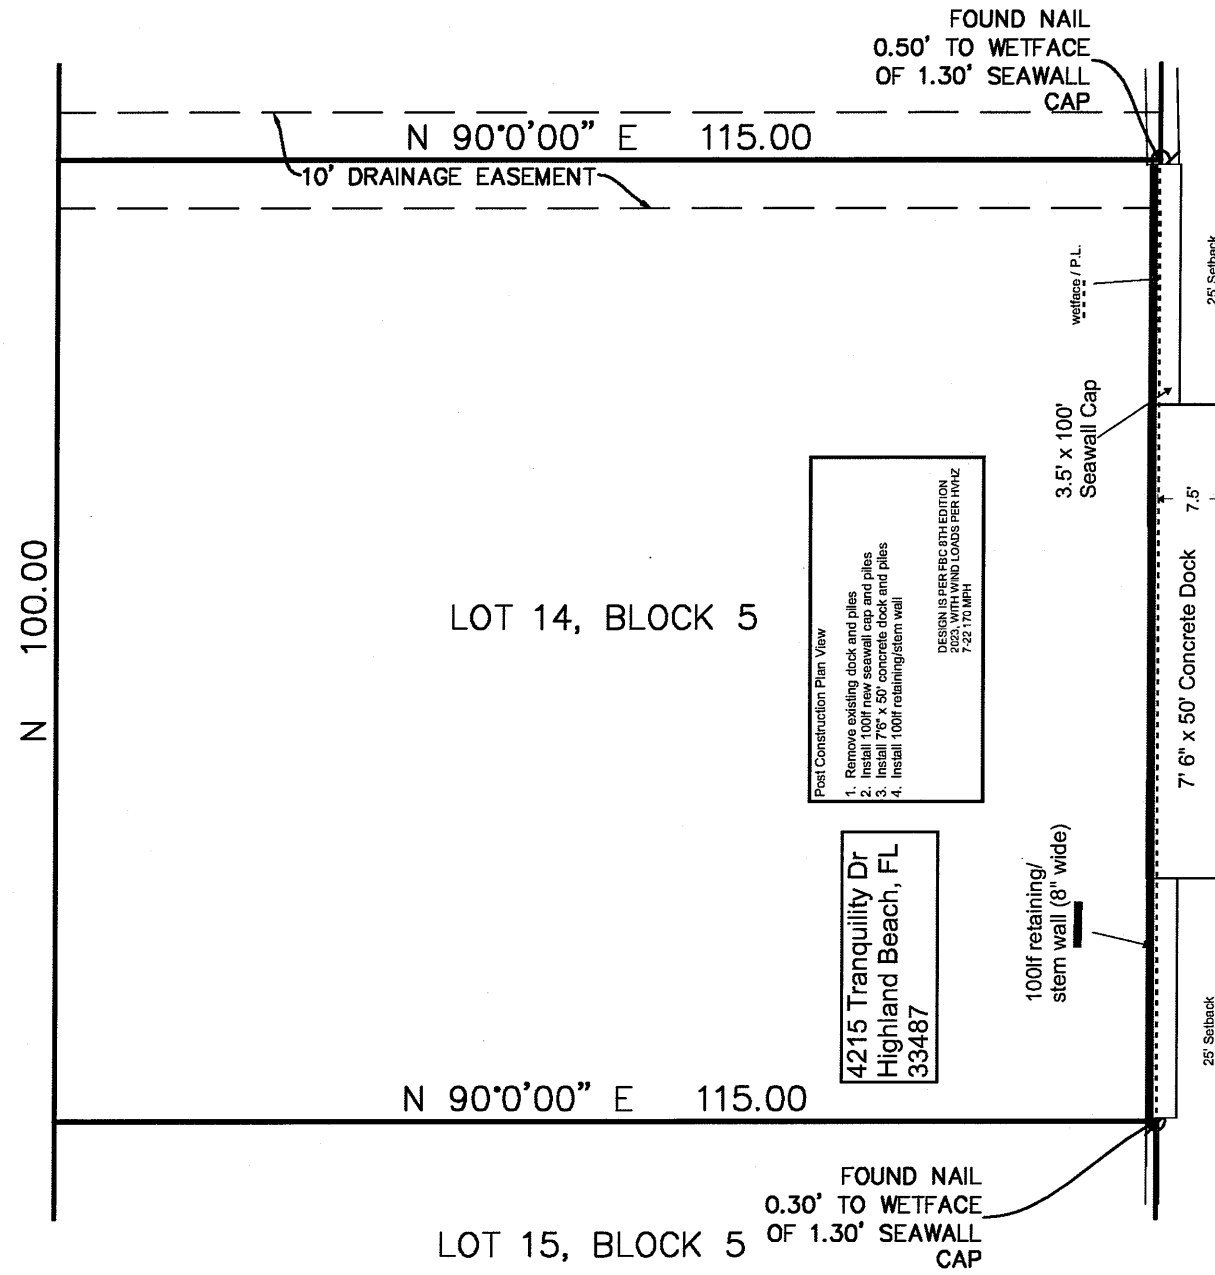 FOUND NAIL
0.50' TO WETFACE
OF 1.30' SEAWALL
CAP
N 90°0'00" E 115.00
10' DRAINAGE EASEMENT
25' Setback
wetface / P.L.
3.5' x 100'
Seawall Cap
7.5'
N 100.00
LOT 14, BLOCK 5
Post Construction Plan View
1. Remove existing dock and piles
2. Install 100lf new seawall cap and piles
3. Install 7'6" x 50' concrete dock and piles
4. Install 100lf retaining/stem wall
DESIGN IS PER FBC 8TH EDITION
2023, WITH WIND LOADS PER HVHZ
7-22 170 MPH
7' 6" x 50' Concrete Dock
4215 Tranquility Dr
Highland Beach, FL
33487
100lf retaining/
stem wall (8" wide)
25' Setback
N 90°0'00" E 115.00
FOUND NAIL
0.30' TO WETFACE
OF 1.30' SEAWALL
CAP
LOT 15, BLOCK 5